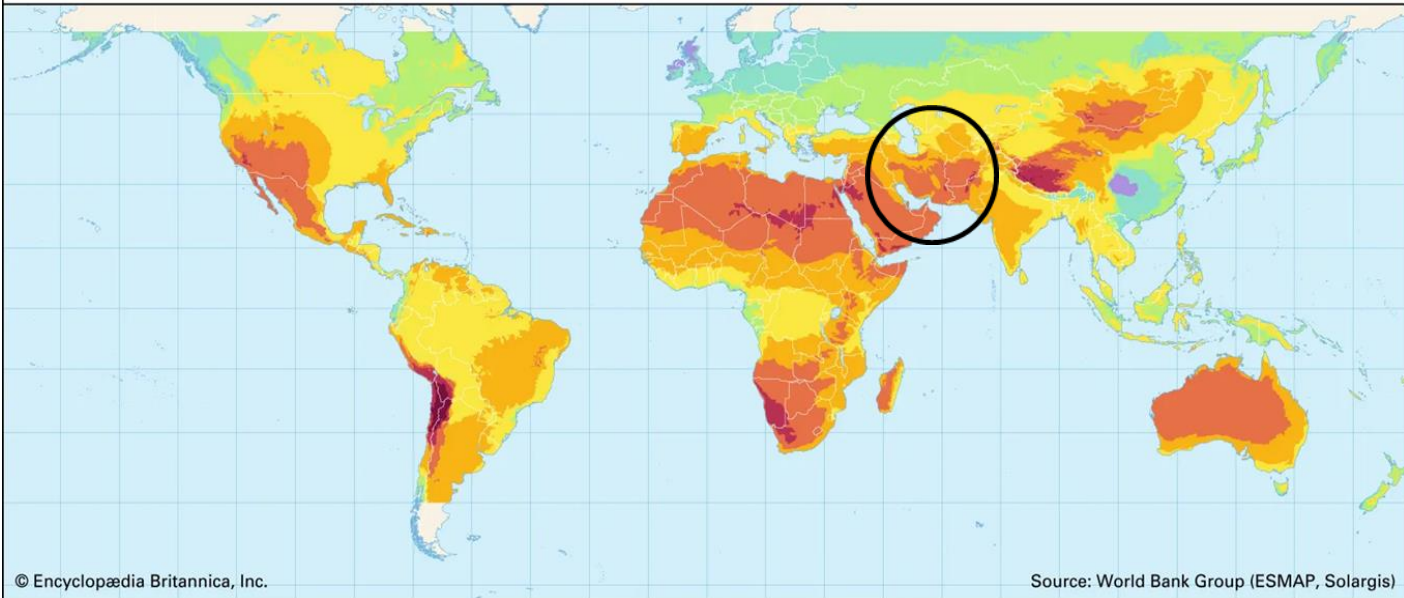 © Encyclopædia Britannica, Inc.
Source: World Bank Group (ESMAP, Solargis)